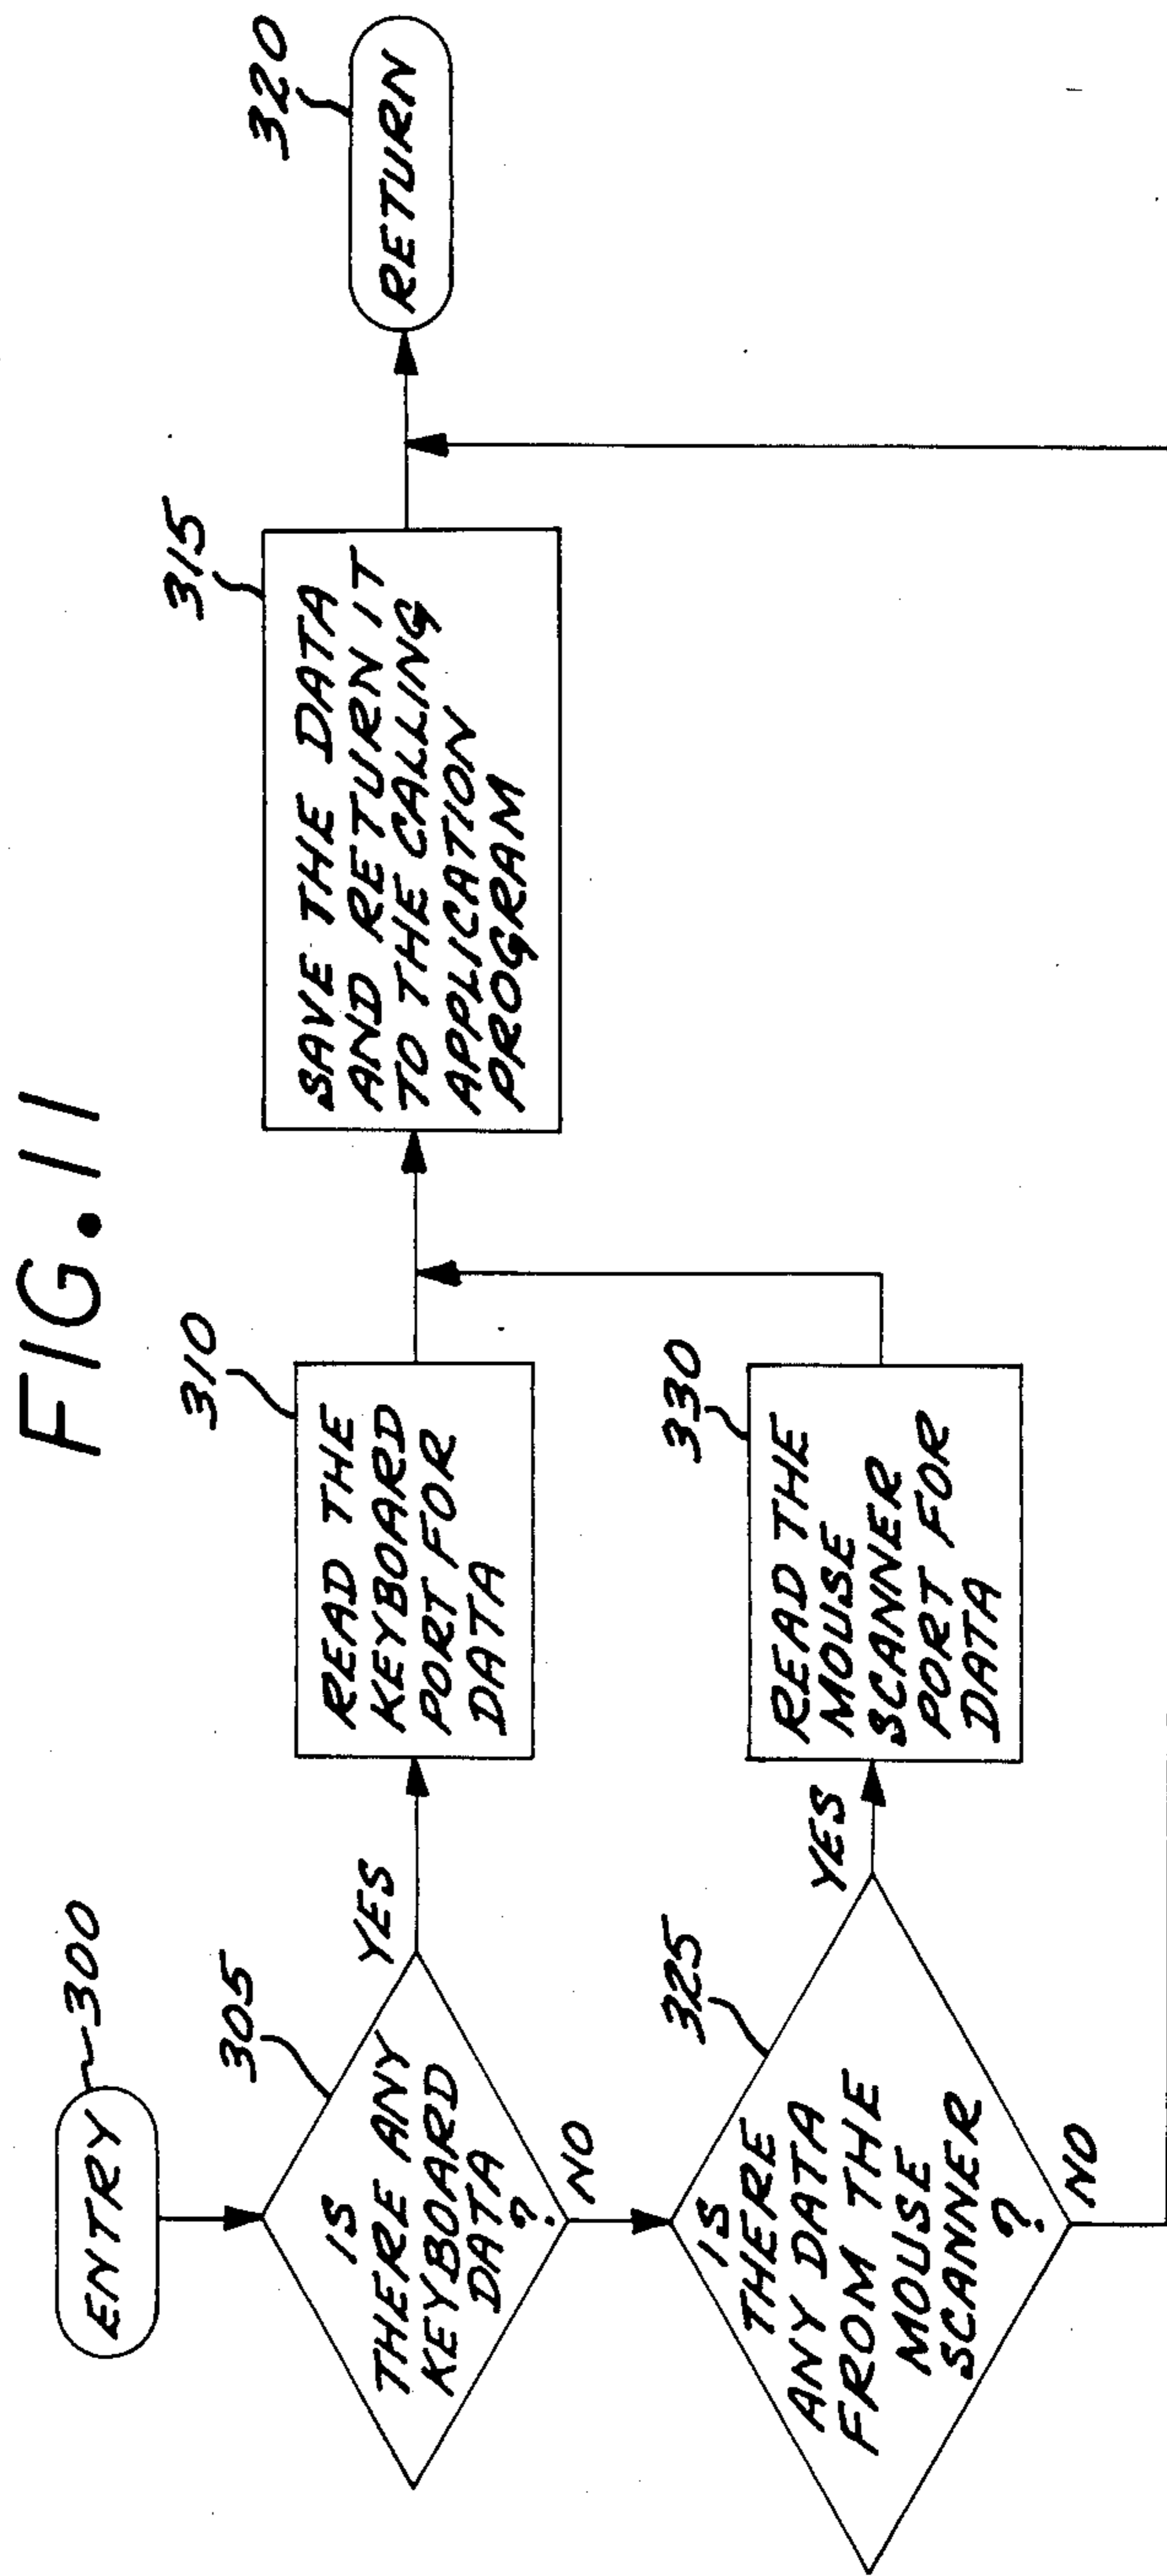 FIG. 11
ENTRY
300
IS
THERE ANY
KEYBOARD
DATA
?
305
YES
NO
READ THE
KEYBOARD
PORT FOR
DATA
310
SAVE THE DATA
AND RETURN IT
TO THE CALLING
APPLICATION
PROGRAM
315
RETURN
320
IS
THERE
ANY DATA
FROM THE
MOUSE
SCANNER
?
325
YES
NO
READ THE
MOUSE
SCANNER
PORT FOR
DATA
330